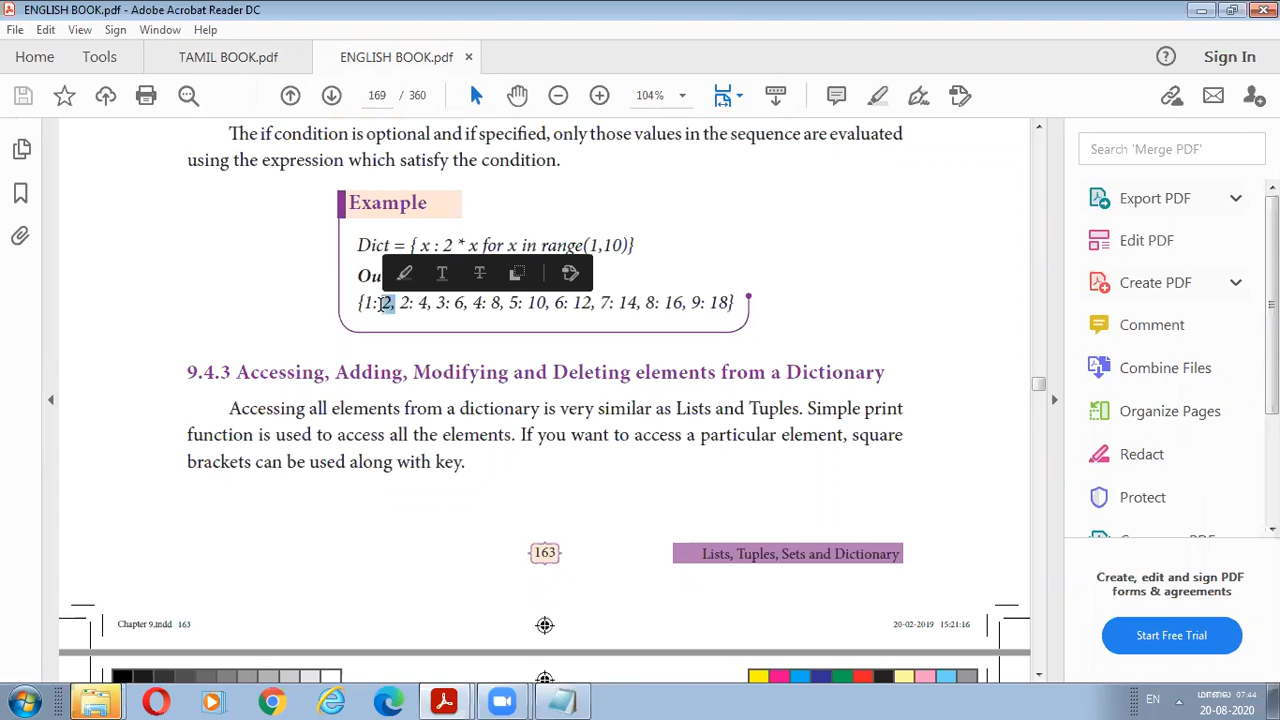 ENGLISH BOOK.pdf - Adobe Acrobat Reader DC
File Edit View Sign Window Help
Home Tools TAMIL BOOK.pdf ENGLISH BOOK.pdf × Sign In
169 / 360 104%
The if condition is optional and if specified, only those values in the sequence are evaluated
using the expression which satisfy the condition.
Example
Dict = { x : 2 * x for x in range(1,10)}
Ou
{1: 2, 2: 4, 3: 6, 4: 8, 5: 10, 6: 12, 7: 14, 8: 16, 9: 18}
9.4.3 Accessing, Adding, Modifying and Deleting elements from a Dictionary
Accessing all elements from a dictionary is very similar as Lists and Tuples. Simple print
function is used to access all the elements. If you want to access a particular element, square
brackets can be used along with key.
163
Lists, Tuples, Sets and Dictionary
Chapter 9.indd 163
20-02-2019 15:21:16
Search 'Merge PDF'
Export PDF
Edit PDF
Create PDF
Comment
Combine Files
Organize Pages
Redact
Protect
Create, edit and sign PDF
forms & agreements
Start Free Trial
EN
07:44
20-08-2020